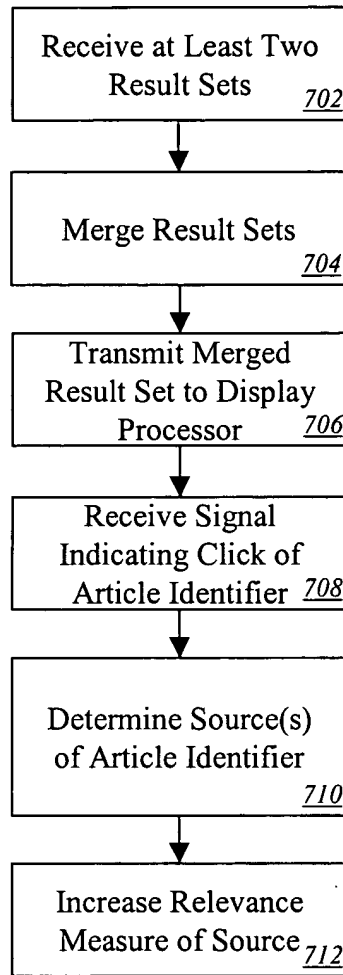 Receive at Least Two
Result Sets
702
Merge Result Sets
704
Transmit Merged
Result Set to Display
Processor 706
Receive Signal
Indicating Click of
Article Identifier 708
Determine Source(s)
of Article Identifier
710
Increase Relevance
Measure of Source 712